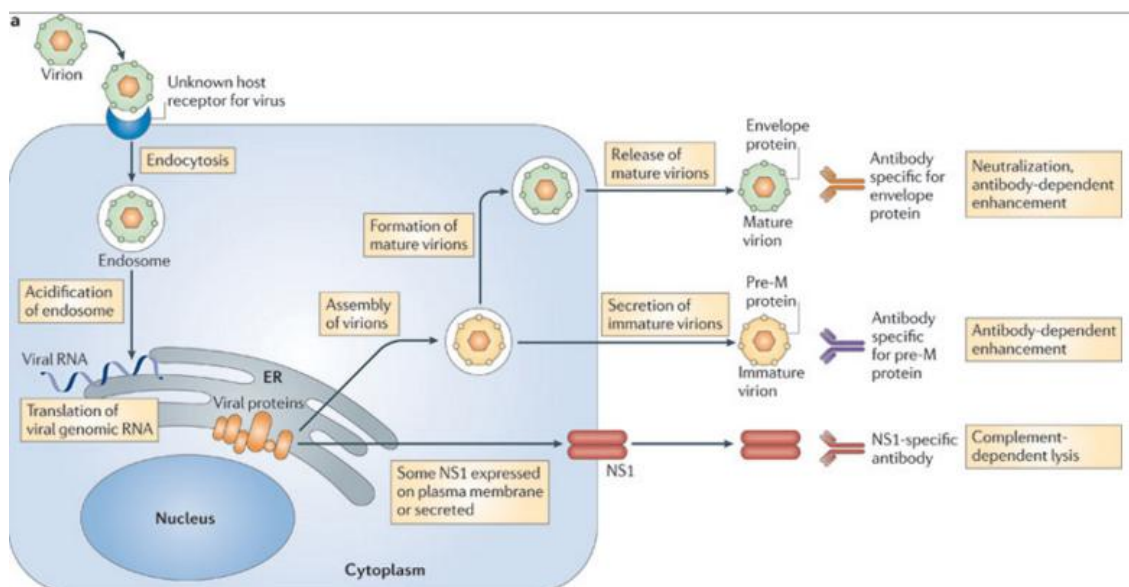 a
Virion
Unknown host
receptor for virus
Endocytosis
Endosome
Acidification
of endosome
Viral RNA
Translation of
viral genomic RNA
ER
Viral proteins
Nucleus
Cytoplasm
Assembly
of virions
Formation of
mature virions
Some NS1 expressed
on plasma membrane
or secreted
NS1
Release of
mature virions
Envelope
protein
Mature
virion
Antibody
specific for
envelope
protein
Neutralization,
antibody-dependent
enhancement
Secretion of
immature virions
Pre-M
protein
Immature
virion
Antibody
specific
for pre-M
protein
Antibody-dependent
enhancement
NS1-specific
antibody
Complement-
dependent lysis